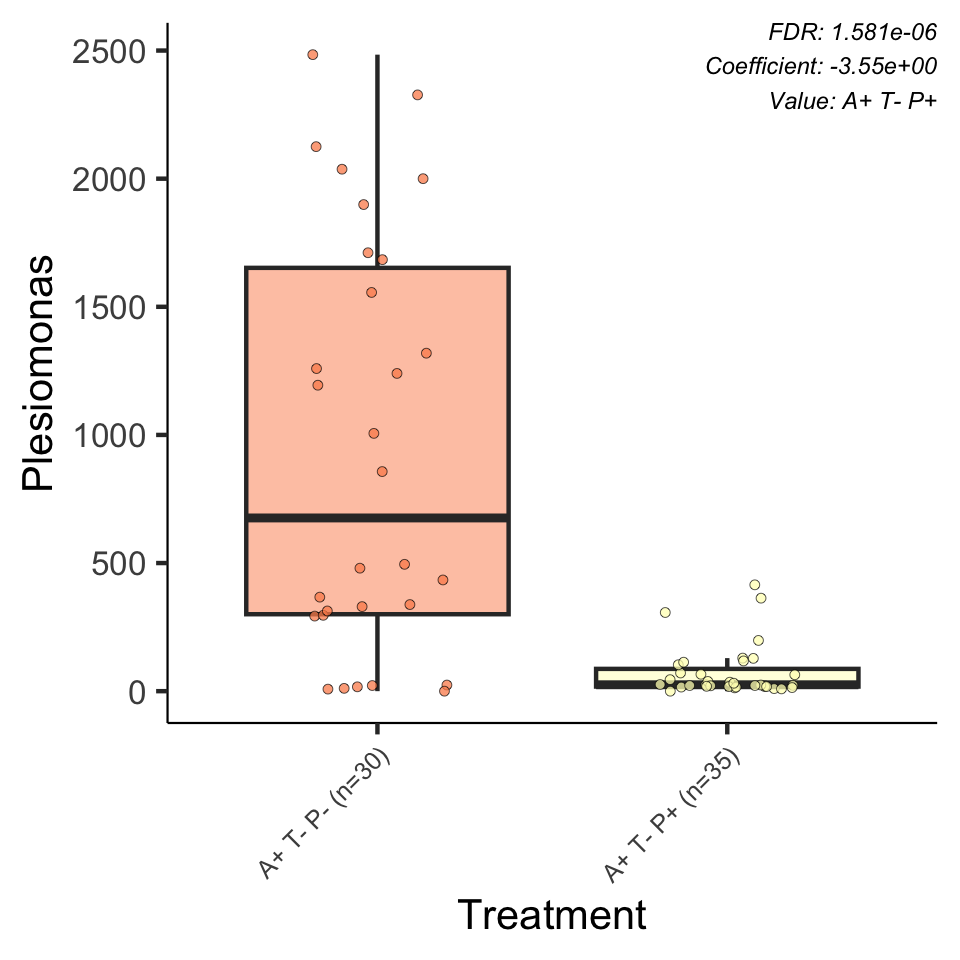 FDR: 1.581e-06
Coefficient: -3.55e+00
Value: A+ T- P+
2500
2000
1500
1000
500
0
Plesiomonas
A+ T- P- (n=30)
A+ T- P+ (n=35)
Treatment